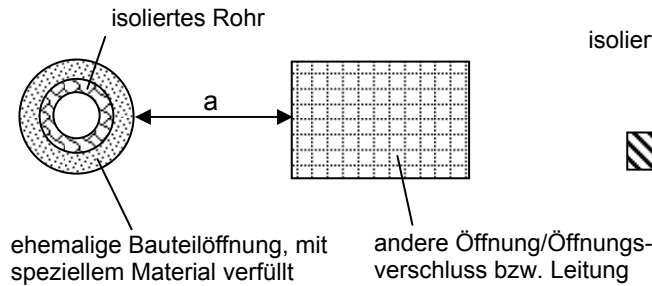 isoliertes Rohr
isolier
a
ehemalige Bauteilöffnung, mit
speziellem Material verfüllt
andere Öffnung/Öffnungs-
verschluss bzw. Leitung